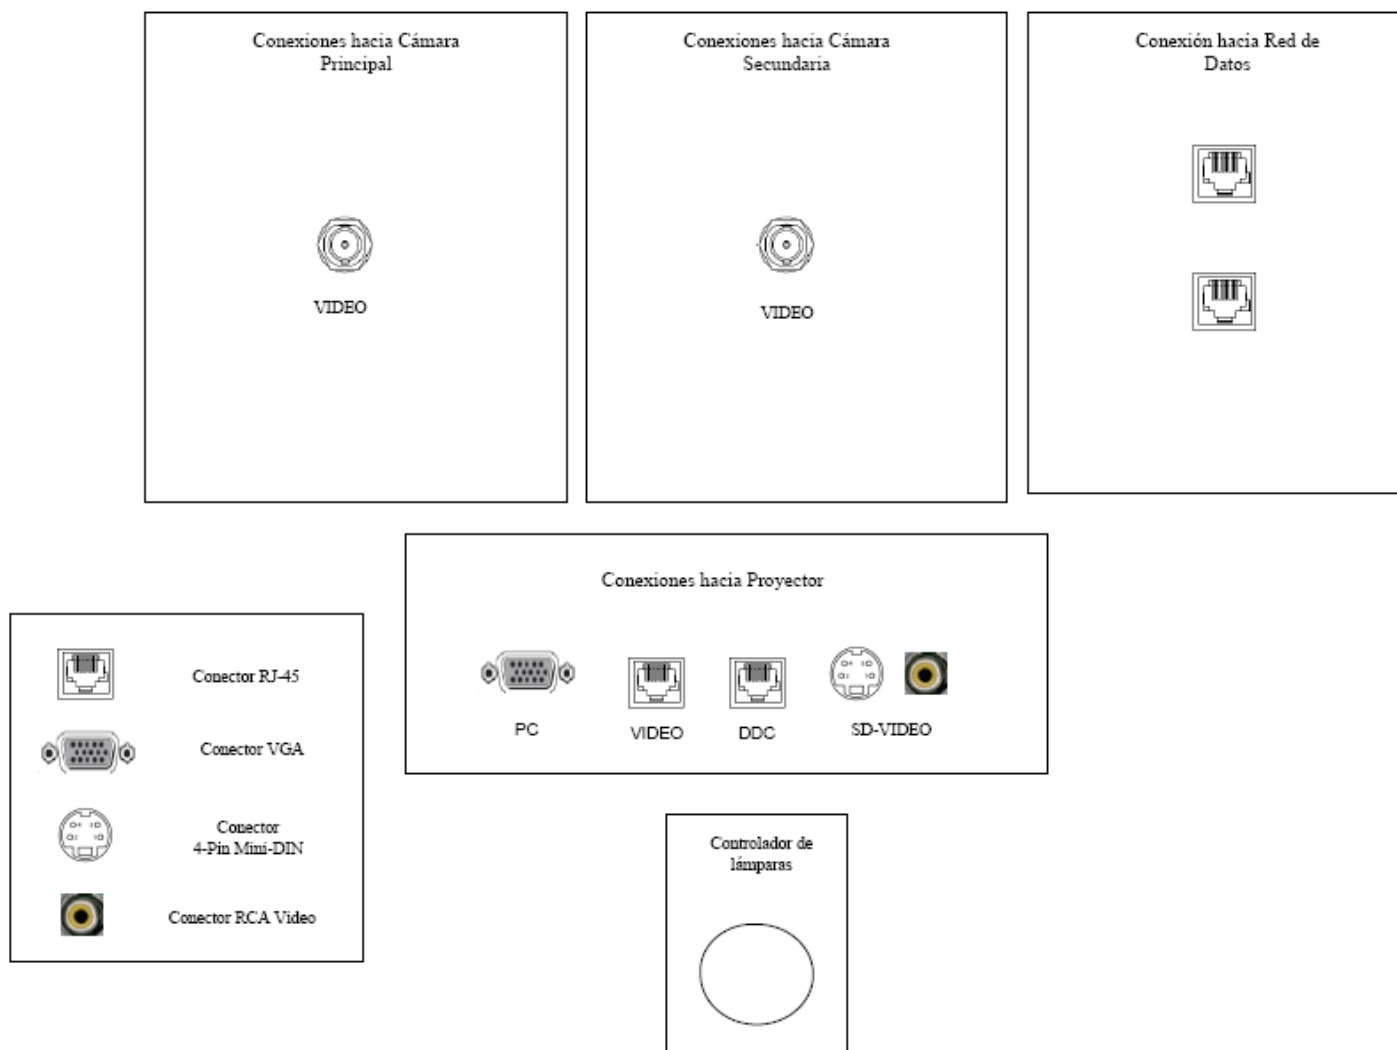 Conexiones hacia Cámara
Principal
VIDEO
Conexiones hacia Cámara
Secundaria
VIDEO
Conexión hacia Red de
Datos
Conexiones hacia Proyector
PC
VIDEO
DDC
SD-VIDEO
Conector RJ-45
Conector VGA
Conector
4-Pin Mini-DIN
Conector RCA Video
Controlador de
lámparas